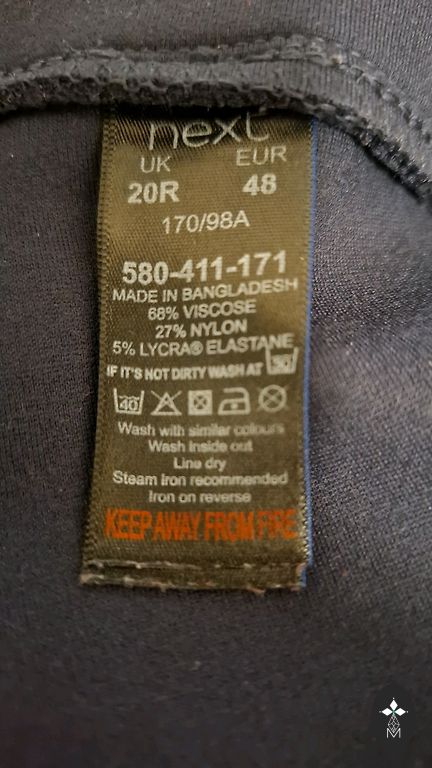 next
UK EUR
20R 48
170/98A
580-411-171
MADE IN BANGLADESH
68% VISCOSE
27% NYLON
5% LYCRA® ELASTANE
IF IT'S NOT DIRTY WASH AT 30
40
Wash with similar colours
Wash inside out
Line dry
Steam Iron recommended
Iron on reverse
KEEP AWAY FROM FIRE
M